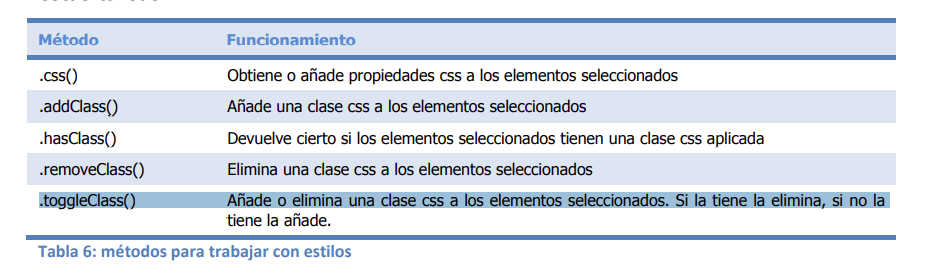 Método Funcionamiento
.css() Obtiene o añade propiedades css a los elementos seleccionados
.addClass() Añade una clase css a los elementos seleccionados
.hasClass() Devuelve cierto si los elementos seleccionados tienen una clase css aplicada
.removeClass() Elimina una clase css a los elementos seleccionados
.toggleClass() Añade o elimina una clase css a los elementos seleccionados. Si la tiene la elimina, si no la
tiene la añade.
Tabla 6: métodos para trabajar con estilos